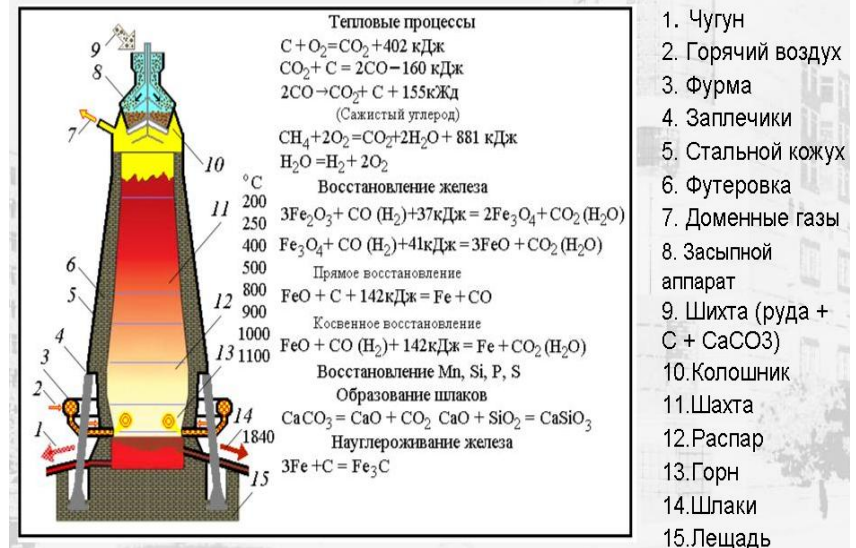 Тепловые процессы
C + O₂=CO₂ +402 кДж
CO₂ + C = 2CO–160 кДж
2CO →CO₂+ C + 155кЖд
(Сажистый углерод)
CH₄+2O₂ =CO₂+2H₂O + 881 кДж
H₂O =H₂ + 2O₂
Восстановление железа
3Fe₂O₃+ CO (H₂)+37кДж = 2Fe₃O₄+ CO₂ (H₂O)
Fe₃O₄+ CO (H₂)+41кДж =3FeO + CO₂ (H₂O)
Прямое восстановление
FeO + C + 142кДж = Fe + CO
Косвенное восстановление
FeO + CO (H₂)+ 142кДж = Fe + CO₂ (H₂O)
Восстановление Mn, Si, P, S
Образование шлаков
CaCO₃ = CaO + CO₂ CaO + SiO₂ = CaSiO₃
Науглероживание железа
3Fe +C = Fe₃C
9
8
7
10
°C
200
11
250
400
6
500
5
12
800
900
4
1000
3
13
1100
2
14
1
1840
15
1. Чугун
2. Горячий воздух
3. Фурма
4. Заплечики
5. Стальной кожух
6. Футеровка
7. Доменные газы
8. Засыпной
аппарат
9. Шихта (руда +
C + CaCO3)
10.Колошник
11.Шахта
12.Распар
13.Горн
14.Шлаки
15.Лещадь